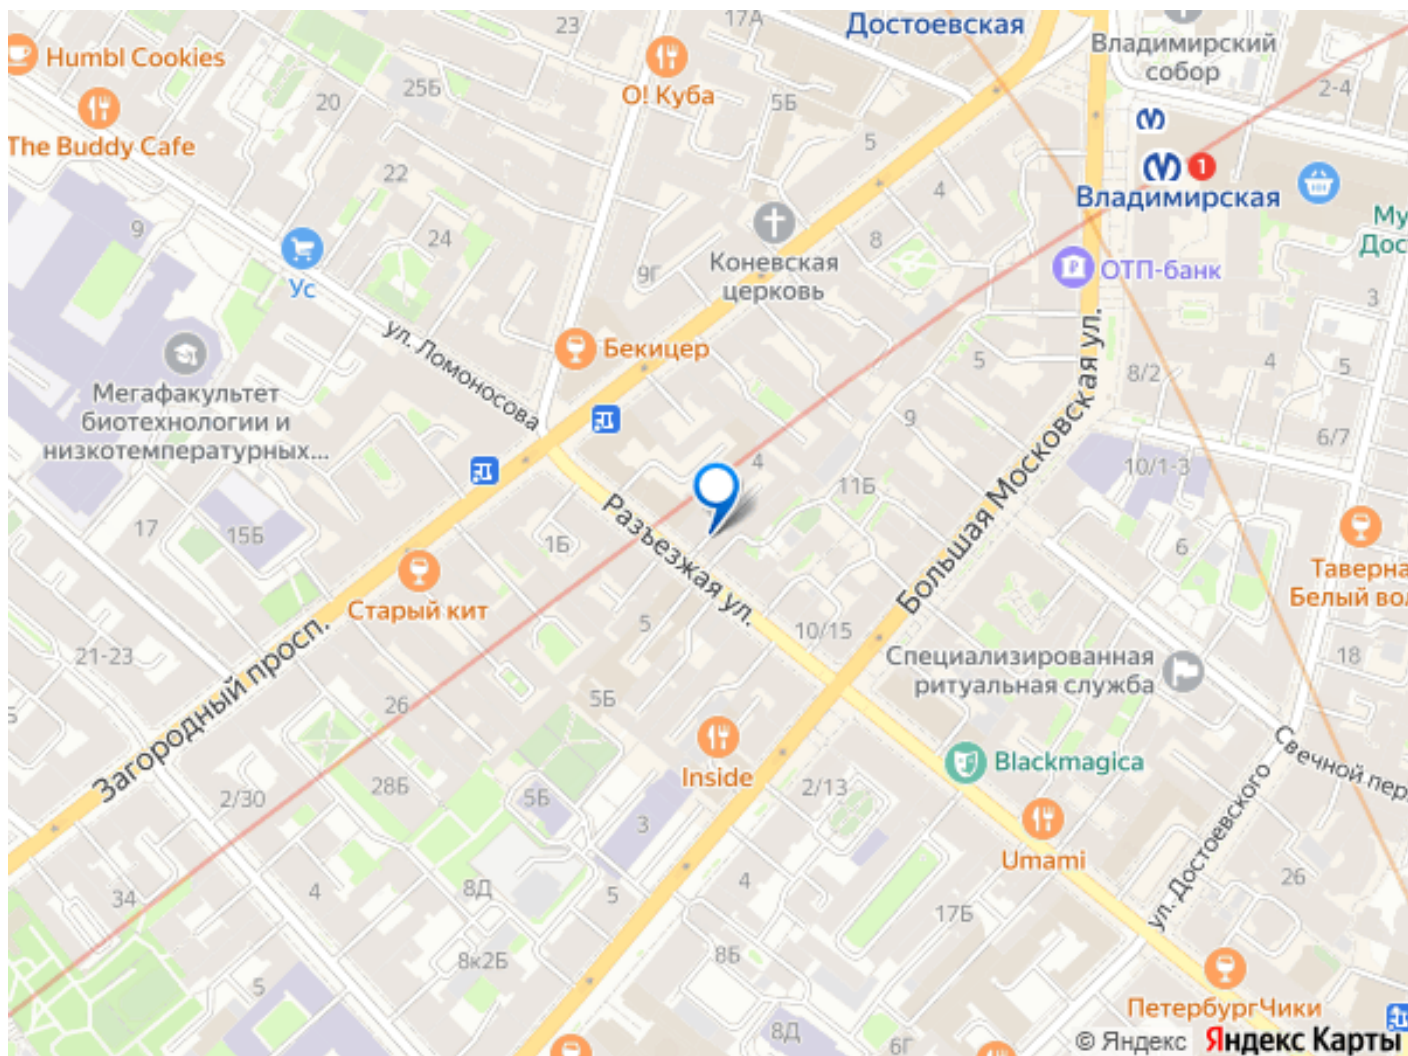 23
17А
Достоевская
Владимирский
собор
Humbl Cookies
20
25Б
О! Куба
5Б
2-4
The Buddy Cafe
5
22
4
1
Владимирская
9
24
8
Му
Дос
Ус
9Г
Коневская
церковь
ОТП-банк
3
ул. Ломоносова
Бекицер
5
8/2
4
5
Мегафакультет
биотехнологии и
низкотемпературных...
9
6/7
4
10/1-3
11Б
Большая Московская ул.
17
15Б
1Б
Разъезжая ул.
6
Таверна
Белый вол
Старый кит
5
10/15
21-23
Специализированная
ритуальная служба
18
Загородный просп.
26
5Б
Свечной пер
Inside
Blackmagica
28Б
2/30
5Б
2/13
3
Umami
ул. Достоевского
34
4
8Д
5
4
17Б
26
8к2Б
8Б
5
ПетербургЧики
8Д
6Г
© Яндекс Яндекс Карты